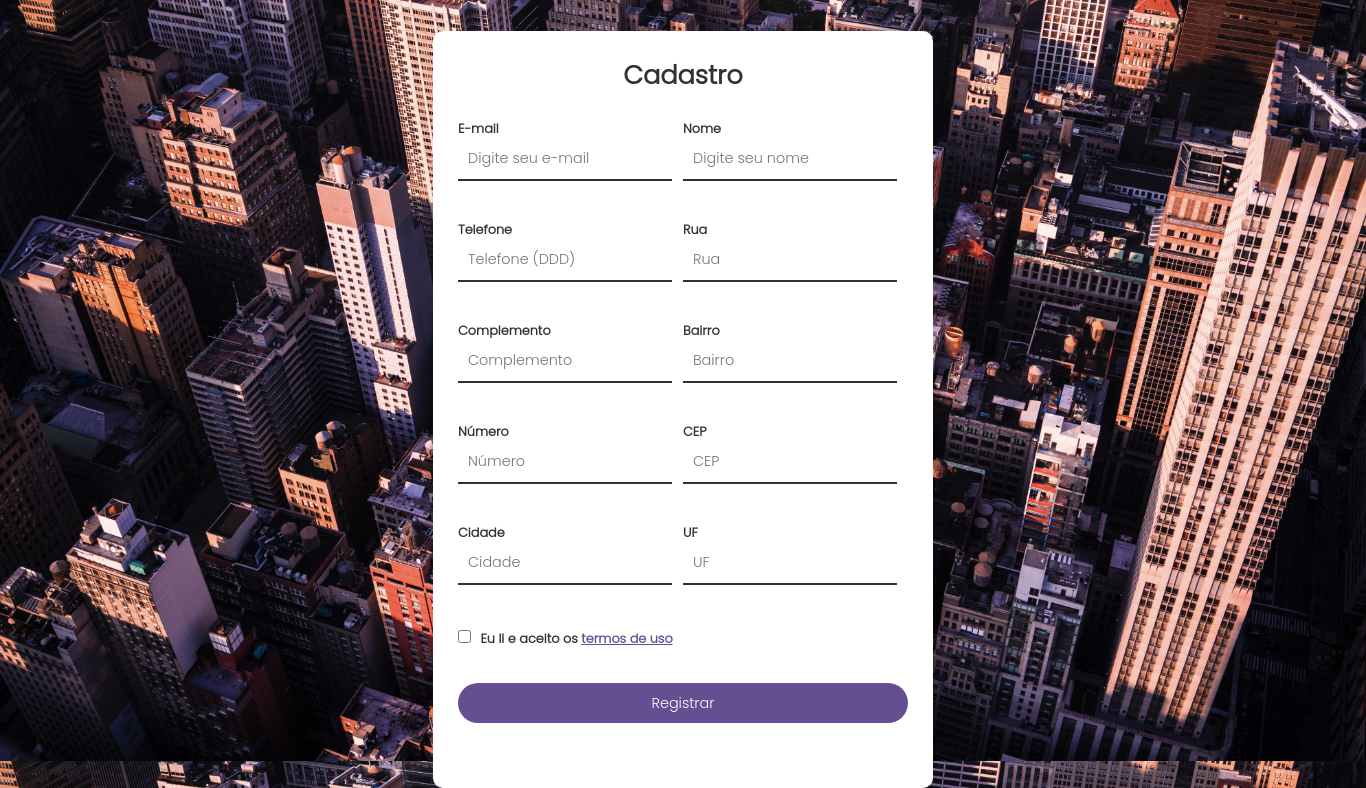 Cadastro
E-mail Nome
Digite seu e-mail Digite seu nome
Telefone Rua
Telefone (DDD) Rua
Complemento Bairro
Complemento Bairro
Número CEP
Número CEP
Cidade UF
Cidade UF
Eu li e aceito os termos de uso
Registrar